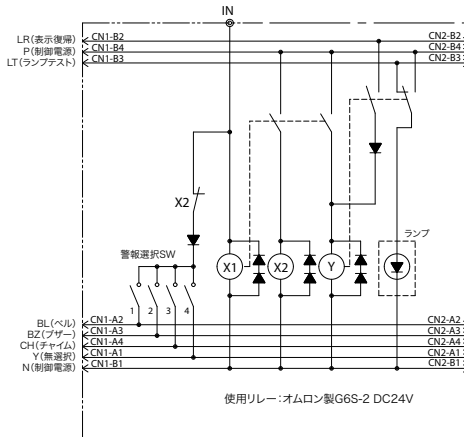 IN
LR(表示復帰) CN1-B2 CN2-B2
P(制御電源) CN1-B4 CN2-B4
LT(ランプテスト) CN1-B3 CN2-B3
X2
ランプ
X1 X2 Y
警報選択SW
1 2 3 4
BL(ベル) CN1-A2 CN2-A2
BZ(ブザー) CN1-A3 CN2-A3
CH(チャイム) CN1-A4 CN2-A4
Y(無選択) CN1-A1 CN2-A1
N(制御電源) CN1-B1 CN2-B1
使用リレー:オムロン製G6S-2 DC24V